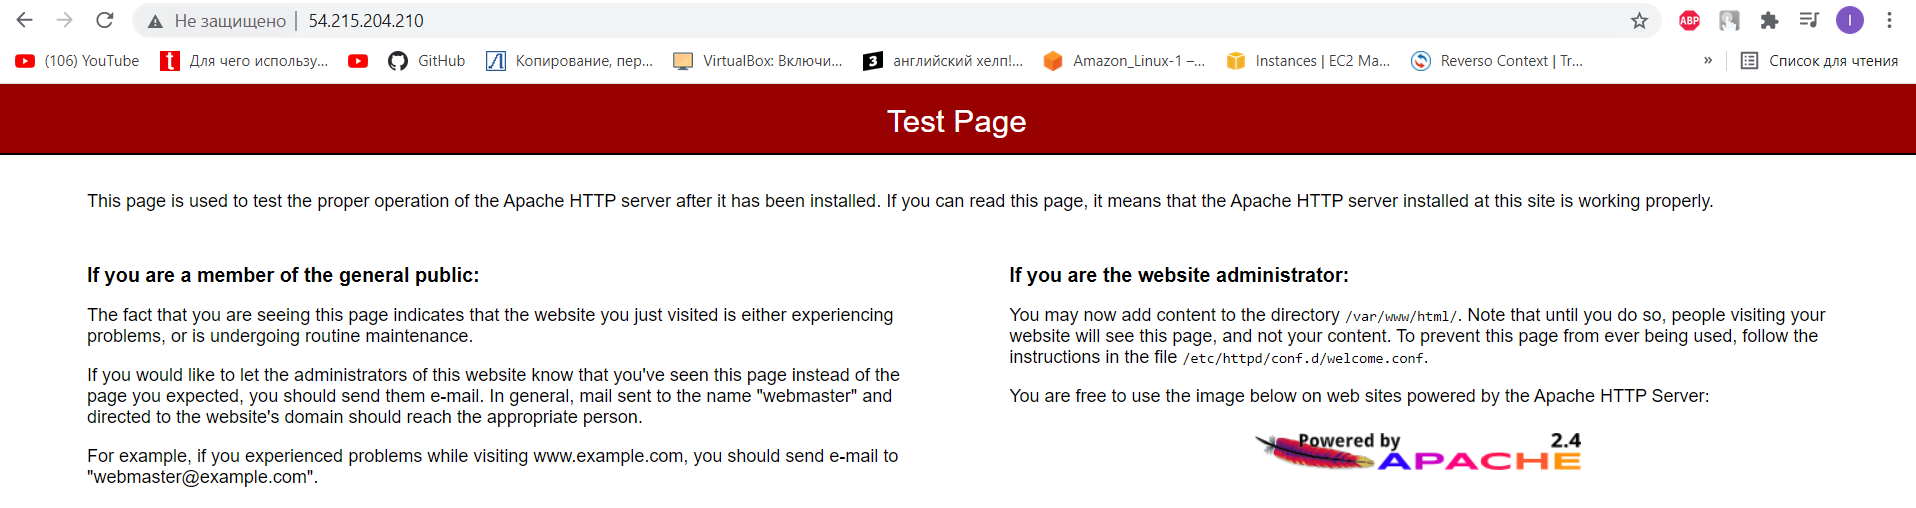 Не защищено | 54.215.204.210
ABP
I
(106) YouTube
Для чего использу...
GitHub
Копирование, пер...
VirtualBox: Включи...
английский хелп!...
Amazon_Linux-1 –...
Instances | EC2 Ma...
Reverso Context | Tr...
»
Список для чтения
Test Page
This page is used to test the proper operation of the Apache HTTP server after it has been installed. If you can read this page, it means that the Apache HTTP server installed at this site is working properly.
If you are a member of the general public:
The fact that you are seeing this page indicates that the website you just visited is either experiencing
problems, or is undergoing routine maintenance.
If you would like to let the administrators of this website know that you've seen this page instead of the
page you expected, you should send them e-mail. In general, mail sent to the name "webmaster" and
directed to the website's domain should reach the appropriate person.
For example, if you experienced problems while visiting www.example.com, you should send e-mail to
"webmaster@example.com".
If you are the website administrator:
You may now add content to the directory /var/www/html/. Note that until you do so, people visiting your
website will see this page, and not your content. To prevent this page from ever being used, follow the
instructions in the file /etc/httpd/conf.d/welcome.conf.
You are free to use the image below on web sites powered by the Apache HTTP Server:
Powered by 2.4
APACHE